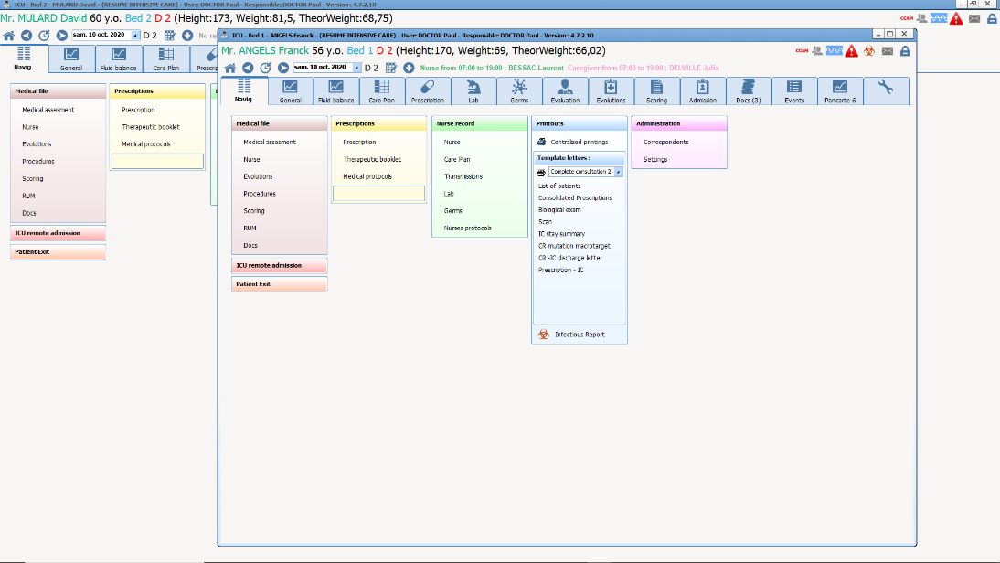 ICU - Bed 2 - MULARD David - (RESUME INTENSIVE CARE) - User: DOCTOR Paul - Responsible: DOCTOR Paul - Version : 4.7.2.10
Mr. MULARD David 60 y.o. Bed 2 D 2 (Height:173, Weight:81,5, TheorWeight:68,75)
CCAM
sam. 10 oct. 2020 D 2 No re
Navig. General Fluid balance Care Plan Prescrip
Medical file
Medical assesment
Nurse
Evolutions
Procedures
Scoring
RUM
Docs
ICU remote admission
Patient Exit
Prescriptions
Prescription
Therapeutic booklet
Medical protocols
ICU - Bed 1 - ANGELS Franck - (RESUME INTENSIVE CARE) - User: DOCTOR Paul - Responsible: DOCTOR Paul - Version : 4.7.2.10
Mr. ANGELS Franck 56 y.o. Bed 1 D 2 (Height:170, Weight:69, TheorWeight:66,02)
CCAM
sam. 10 oct. 2020 D 2 Nurse from 07:00 to 19:00 : BESSAC Laurent Caregiver from 07:00 to 19:00 : DELVILLE Julia
Navig. General Fluid balance Care Plan Prescription Lab Germs Evaluation Evolutions Scoring Admission Docs (3) Events Pancarte 6
Medical file
Medical assesment
Nurse
Evolutions
Procedures
Scoring
RUM
Docs
ICU remote admission
Patient Exit
Prescriptions
Prescription
Therapeutic booklet
Medical protocols
Nurse record
Nurse
Care Plan
Transmissions
Lab
Germs
Nurses protocols
Printouts
Centralized printings
Template letters :
Complete consultation 2
List of patients
Consolidated Prescriptions
Biological exam
Scan
IC stay summary
CR mutation macrotarget
CR -IC discharge letter
Prescription - IC
Infectious Report
Administration
Correspondents
Settings